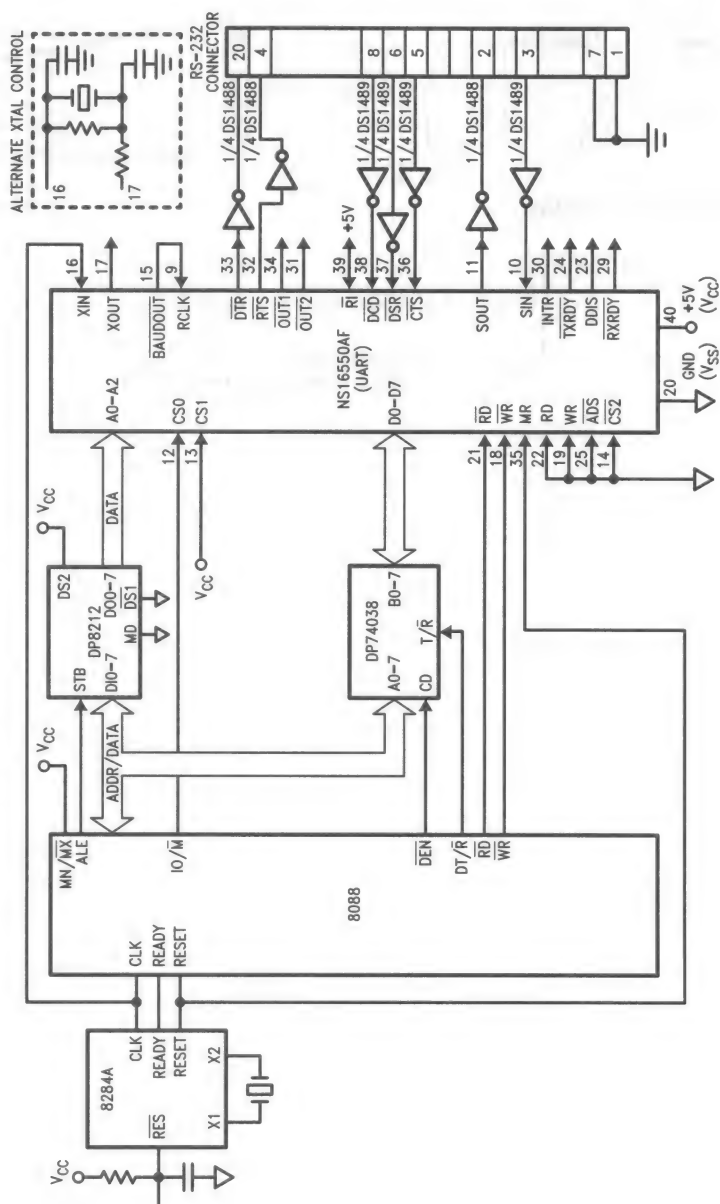 ALTERNATE XTAL CONTROL
16
17
RS-232
CONNECTOR
20
4
8
6
5
2
3
7
1
1/4 DS1488
1/4 DS1488
1/4 DS1489
1/4 DS1489
1/4 DS1489
1/4 DS1488
1/4 DS1489
16
17
15
9
33
32
34
31
39
+5V
38
37
36
11
10
30
24
23
29
XIN
XOUT
BAUDOUT
RCLK
DTR
RTS
OUT1
OUT2
RI
DCD
DSR
CTS
SOUT
SIN
INTR
TXRDY
DDIS
RXRDY
NS16550AF
(UART)
A0-A2
CS0
CS1
D0-D7
RD
WR
MR
RD
WR
ADS
CS2
40
+5V
(VCC)
20
GND
(VSS)
12
13
21
18
35
22
19
25
14
DATA
VCC
VCC
DS2
DP8212
STB
DI0-7
DO0-7
MD
DS1
DP74038
A0-7
B0-7
CD
T/R
ADDR/DATA
VCC
MN/MX
ALE
IO/M
DEN
DT/R
RD
WR
8088
CLK
READY
RESET
8284A
CLK
READY
RESET
RES
X1
X2
VCC